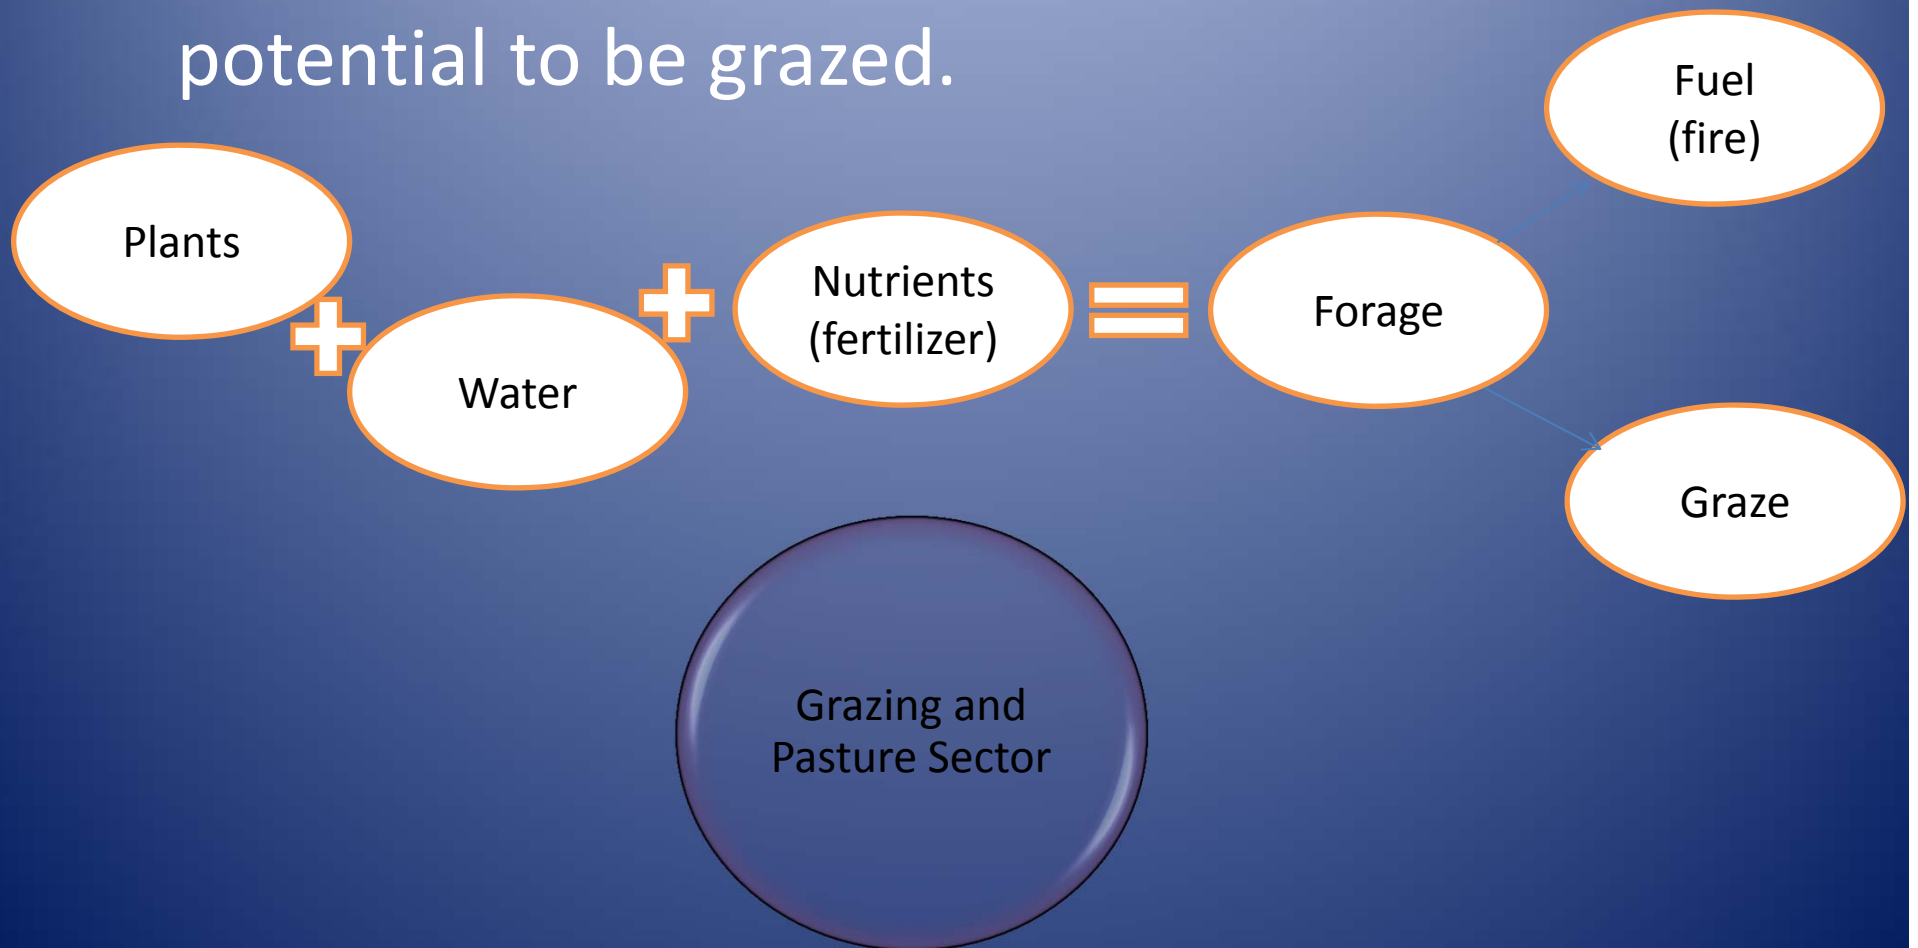 potential to be grazed.
Fuel
(fire)
Plants
Water
Nutrients
(fertilizer)
Forage
Graze
Grazing and
Pasture Sector